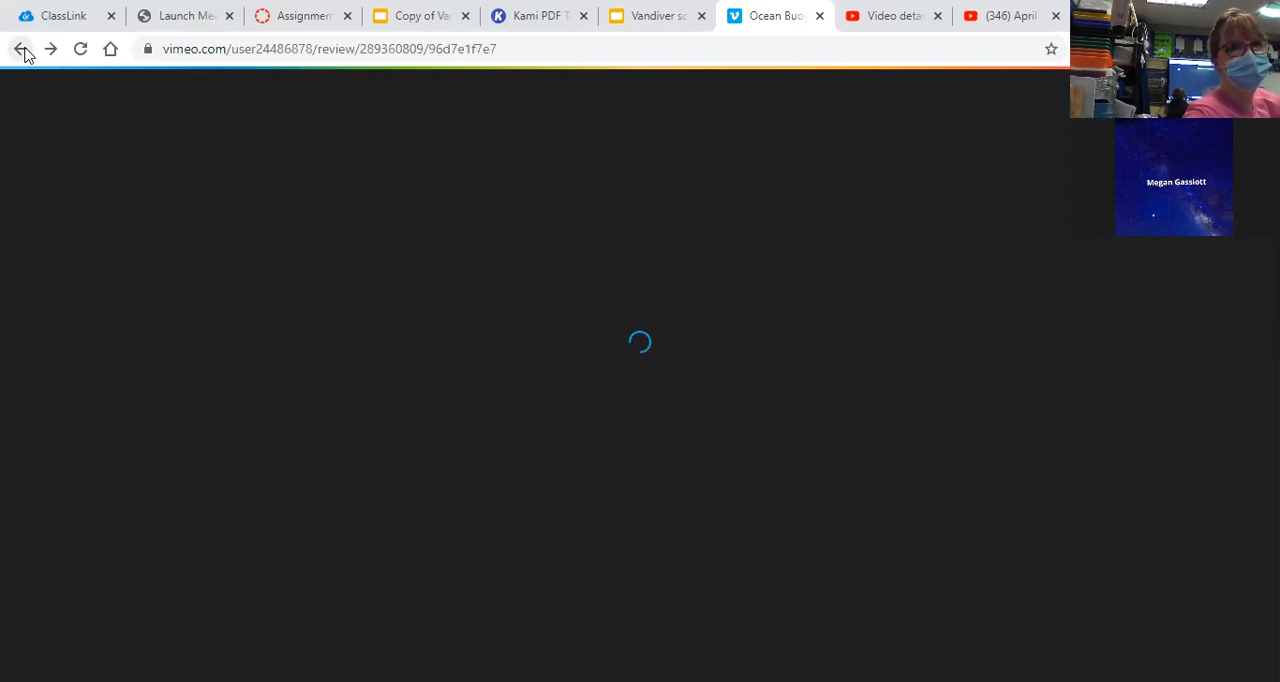 ClassLink
Launch Me
Assignmen
Copy of Va
Kami PDF T
Vandiver sc
Ocean Buo
Video deta
(346) April
vimeo.com/user24486878/review/289360809/96d7e1f7e7
Megan Gassiott